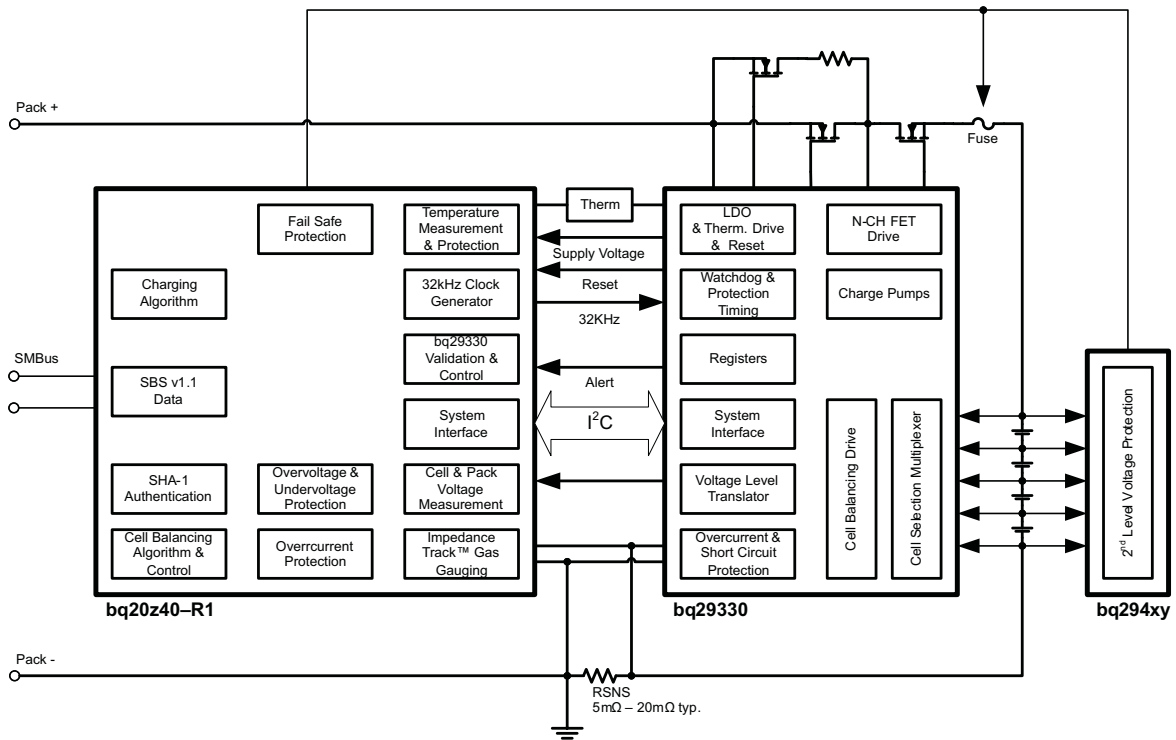 Pack +
Fuse
Fail Safe
Protection
Temperature
Measurement
& Protection
Therm
LDO
& Therm. Drive
& Reset
N-CH FET
Drive
Supply Voltage
Charging
Algorithm
32kHz Clock
Generator
Reset
32KHz
Watchdog &
Protection
Timing
Charge Pumps
SMBus
SBS v1.1
Data
bq29330
Validation &
Control
Alert
Registers
System
Interface
I²C
System
Interface
Cell Balancing Drive
Cell Selection Multiplexer
2nd Level Voltage Protection
SHA-1
Authentication
Overvoltage &
Undervoltage
Protection
Cell & Pack
Voltage
Measurement
Voltage Level
Translator
Cell Balancing
Algorithm &
Control
Overrcurrent
Protection
Impedance
Track™ Gas
Gauging
Overcurrent &
Short Circuit
Protection
bq20z40–R1
bq29330
bq294xy
Pack -
RSNS
5mΩ – 20mΩ typ.